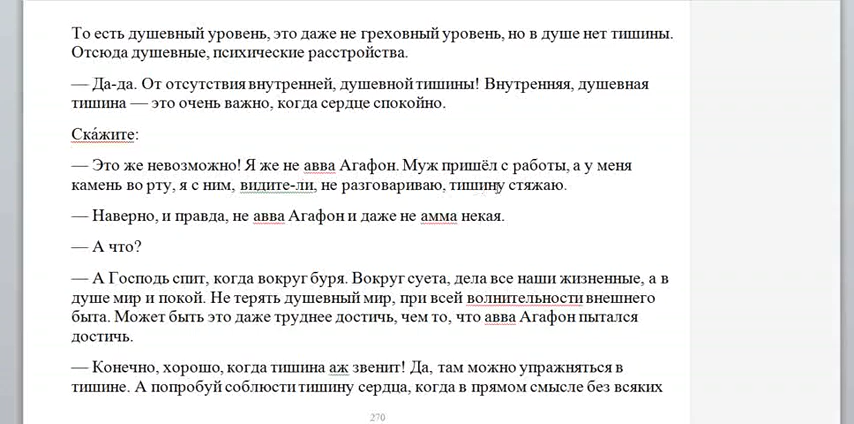 То есть душевный уровень, это даже не греховный уровень, но в душе нет тишины.
Отсюда душевные, психические расстройства.
— Да-да. От отсутствия внутренней, душевной тишины! Внутренняя, душевная
тишина — это очень важно, когда сердце спокойно.
Ска́жите:
— Это же невозможно! Я же не авва Агафон. Муж пришёл с работы, а у меня
камень во рту, я с ним, видите-ли, не разговариваю, тишину стяжаю.
— Наверно, и правда, не авва Агафон и даже не амма некая.
— А что?
— А Господь спит, когда вокруг буря. Вокруг суета, дела все наши жизненные, а в
душе мир и покой. Не терять душевный мир, при всей волнительности внешнего
быта. Может быть это даже труднее достичь, чем то, что авва Агафон пытался
достичь.
— Конечно, хорошо, когда тишина аж звенит! Да, там можно упражняться в
тишине. А попробуй соблюсти тишину сердца, когда в прямом смысле без всяких
270